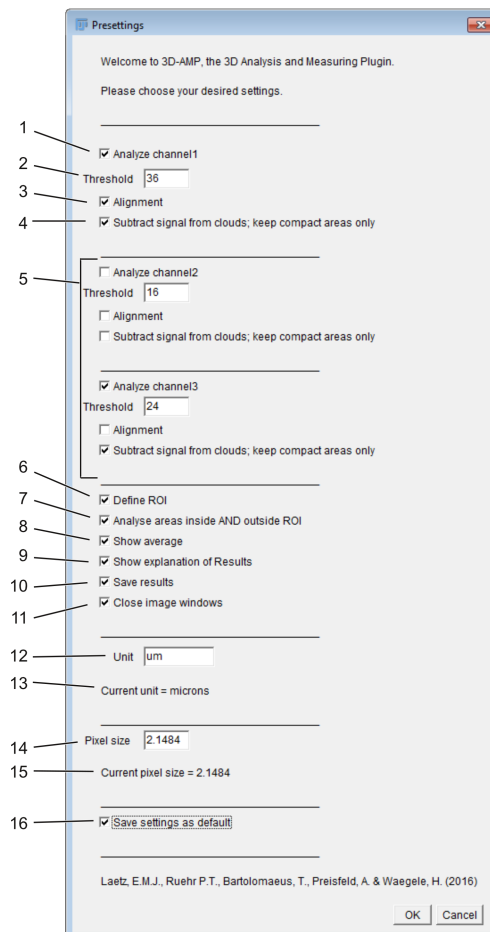 Presettings
Welcome to 3D-AMP, the 3D Analysis and Measuring Plugin.
Please choose your desired settings.
1
Analyze channel1
2
Threshold 36
3
Alignment
4
Subtract signal from clouds; keep compact areas only
5
Analyze channel2
Threshold 16
Alignment
Subtract signal from clouds; keep compact areas only
Analyze channel3
Threshold 24
Alignment
Subtract signal from clouds; keep compact areas only
6
Define ROI
7
Analyse areas inside AND outside ROI
8
Show average
9
Show explanation of Results
10
Save results
11
Close image windows
12
Unit um
13
Current unit = microns
14
Pixel size 2.1484
15
Current pixel size = 2.1484
16
Save settings as default
Laetz, E.M.J., Ruehr P.T., Bartolomaeus, T., Preisfeld, A. & Waegele, H. (2016)
OK Cancel